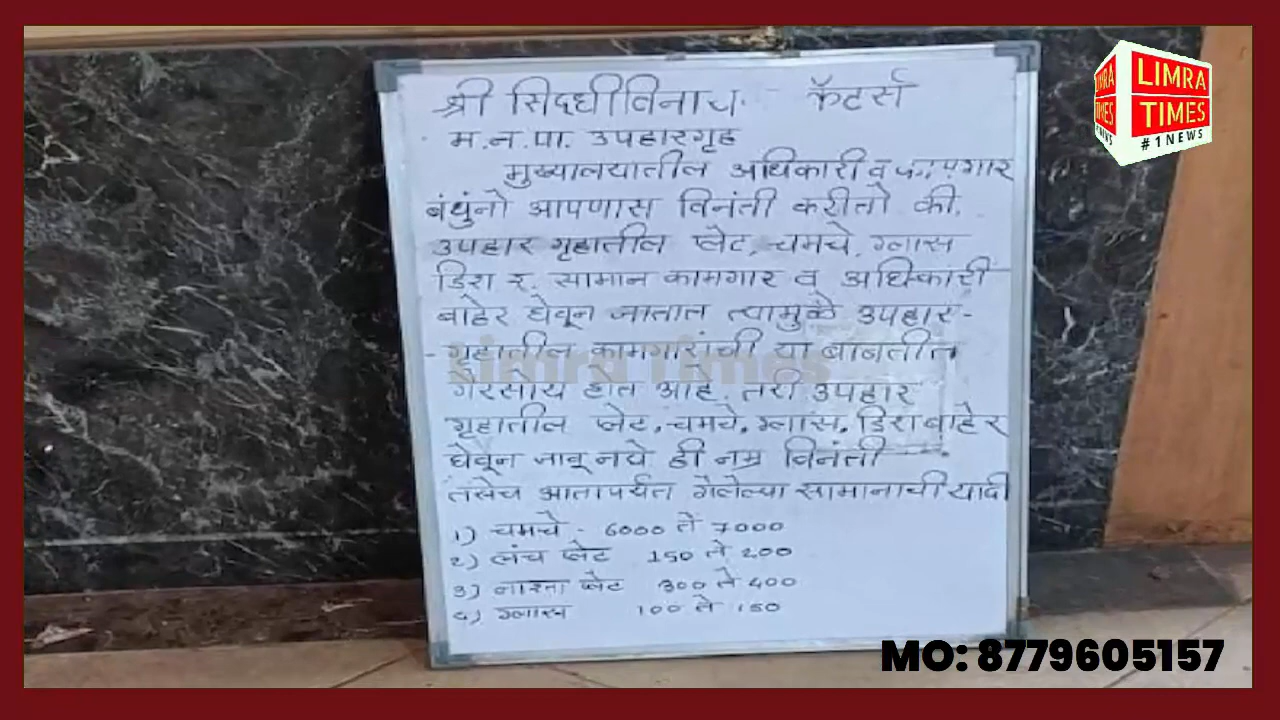 श्री सिद्धीविनाय. कॅटर्स
म.न.पा. उपहारगृह
मुख्यालयातील अधिकारी व कामगार
बंधुंनो आपणास विनंती करीतो की.
उपहार गृहातील प्लेट, चमचे, ग्लास
डिश इ. सामान कामगार व अधिकारी
बाहेर घेवून जातात त्यामुळे उपहार-
गृहातील कामगारांची या बाबतीत
गैरसोय होत आहे. तरी उपहार
गृहातील प्लेट, चमचे, ग्लास, डिश बाहेर
घेवून जावू नये ही नम्र विनंती
तसेच आतापर्यंत गेलेल्या सामानाची यादी
१) चमचे - 6000 ते 7000
२) लंच प्लेट 150 ते 200
३) नाश्ता प्लेट 300 ते 400
४) ग्लास 100 ते 150
Limra Times
LIMRA
TIMES
#1NEWS
MO: 8779605157